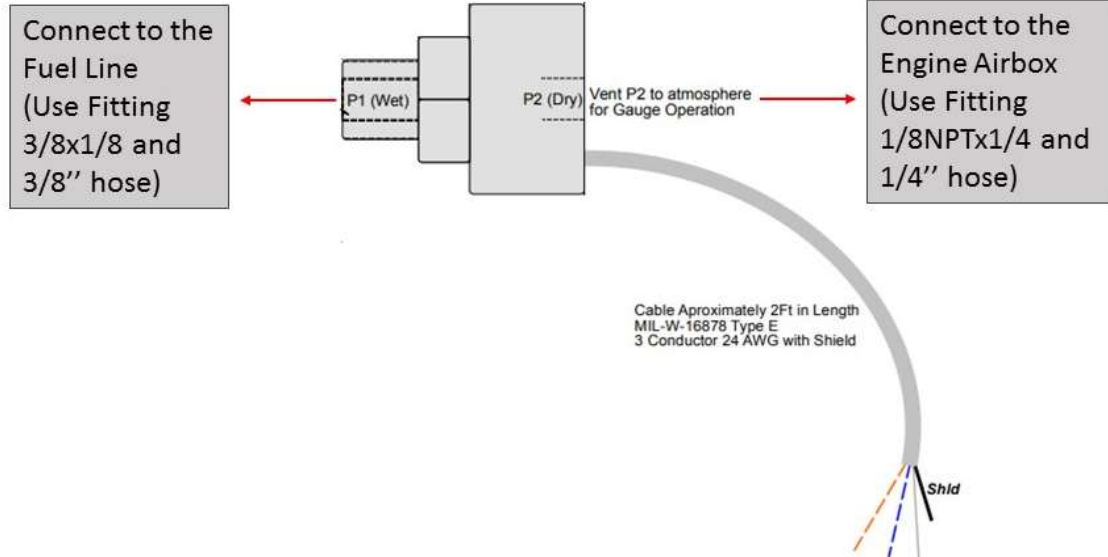 Connect to the
Fuel Line
(Use Fitting
3/8x1/8 and
3/8’’ hose)
P1 (Wet)
P2 (Dry)
Vent P2 to atmosphere
for Gauge Operation
Connect to the
Engine Airbox
(Use Fitting
1/8NPTx1/4 and
1/4’’ hose)
Cable Aproximately 2Ft in Length
MIL-W-16878 Type E
3 Conductor 24 AWG with Shield
Shld